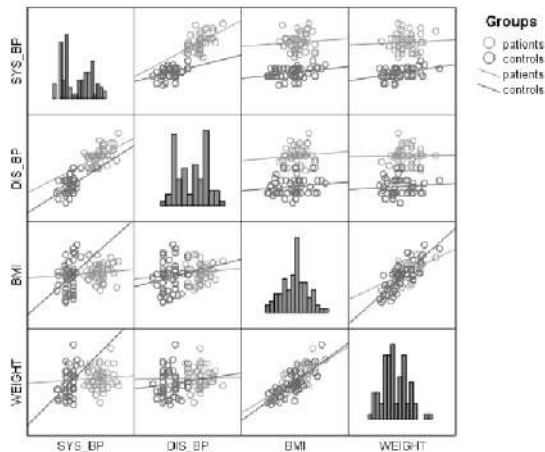 Groups
patients
controls
patients
controls
SYS_BP
DIS_BP
BMI
WEIGHT
SYS_BP
DIS_BP
BMI
WEIGHT